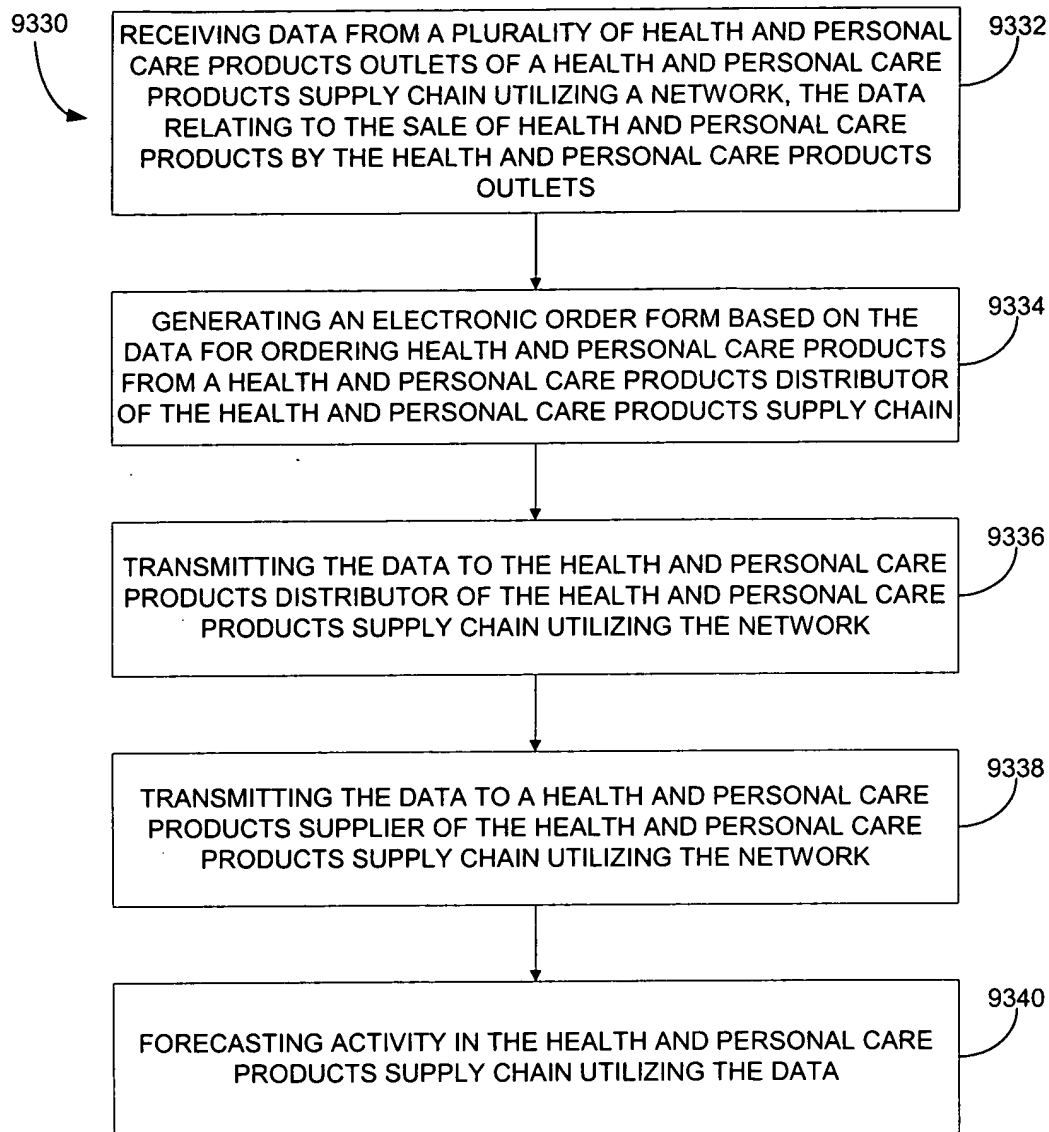 9330
RECEIVING DATA FROM A PLURALITY OF HEALTH AND PERSONAL
CARE PRODUCTS OUTLETS OF A HEALTH AND PERSONAL CARE
PRODUCTS SUPPLY CHAIN UTILIZING A NETWORK, THE DATA
RELATING TO THE SALE OF HEALTH AND PERSONAL CARE
PRODUCTS BY THE HEALTH AND PERSONAL CARE PRODUCTS
OUTLETS
9332
GENERATING AN ELECTRONIC ORDER FORM BASED ON THE
DATA FOR ORDERING HEALTH AND PERSONAL CARE PRODUCTS
FROM A HEALTH AND PERSONAL CARE PRODUCTS DISTRIBUTOR
OF THE HEALTH AND PERSONAL CARE PRODUCTS SUPPLY CHAIN
9334
TRANSMITTING THE DATA TO THE HEALTH AND PERSONAL CARE
PRODUCTS DISTRIBUTOR OF THE HEALTH AND PERSONAL CARE
PRODUCTS SUPPLY CHAIN UTILIZING THE NETWORK
9336
TRANSMITTING THE DATA TO A HEALTH AND PERSONAL CARE
PRODUCTS SUPPLIER OF THE HEALTH AND PERSONAL CARE
PRODUCTS SUPPLY CHAIN UTILIZING THE NETWORK
9338
FORECASTING ACTIVITY IN THE HEALTH AND PERSONAL CARE
PRODUCTS SUPPLY CHAIN UTILIZING THE DATA
9340